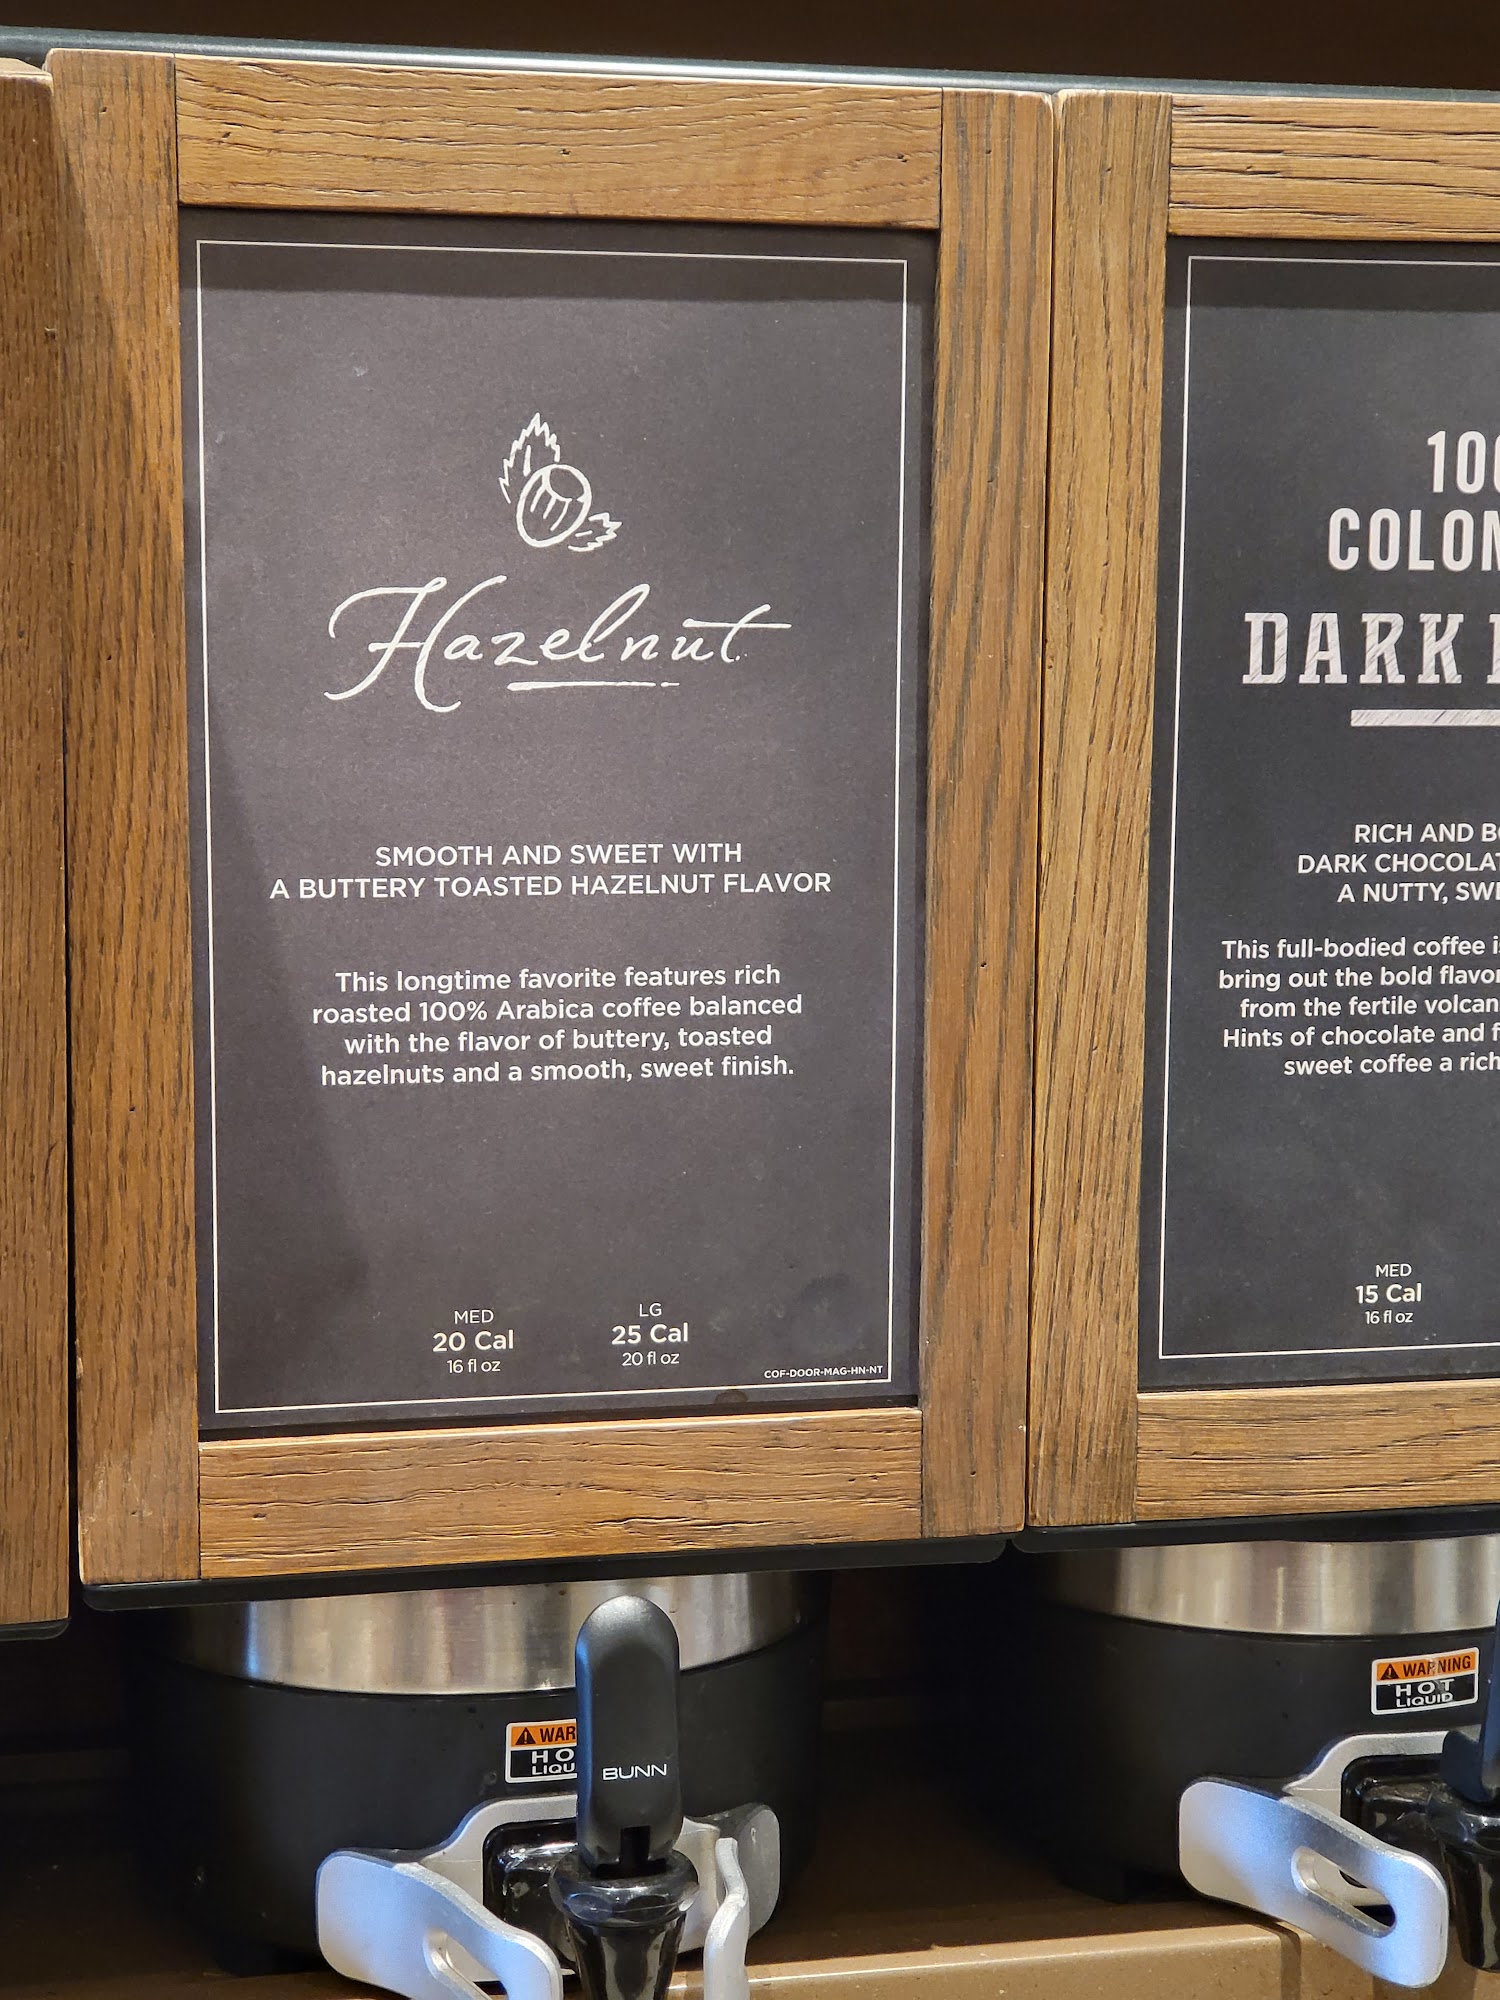 Hazelnut
SMOOTH AND SWEET WITH
A BUTTERY TOASTED HAZELNUT FLAVOR
This longtime favorite features rich
roasted 100% Arabica coffee balanced
with the flavor of buttery, toasted
hazelnuts and a smooth, sweet finish.
MED
20 Cal
16 fl oz
LG
25 Cal
20 fl oz
COF-DOOR-MAG-HN-NT
DARK
RICH AND
DARK
A NUTTY,
This full-bodied coffee
bring out the bold
from the fertile
Hints of chocolate and
sweet coffee a
MED
15 Cal
16 fl oz
BUNN
WARNING
HOT
LIQUID